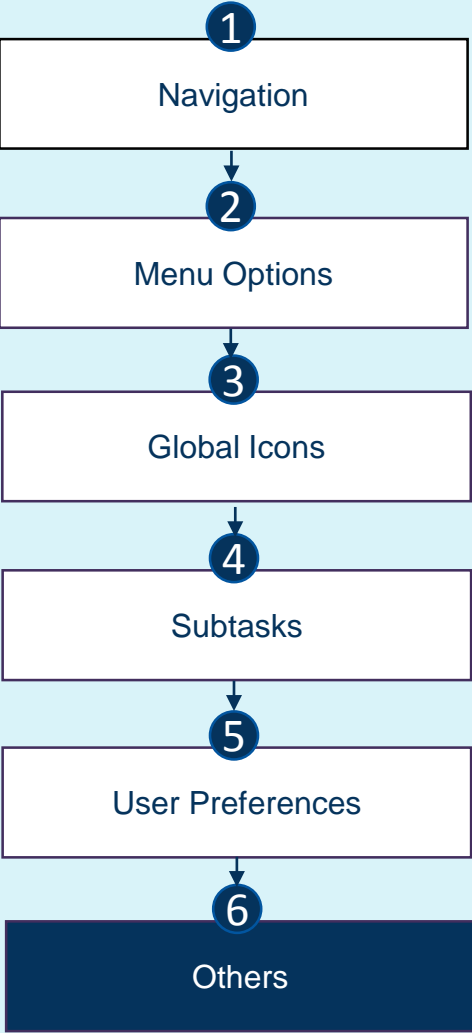 1
Navigation
2
Menu Options
3
Global Icons
4
Subtasks
5
User Preferences
6
Others